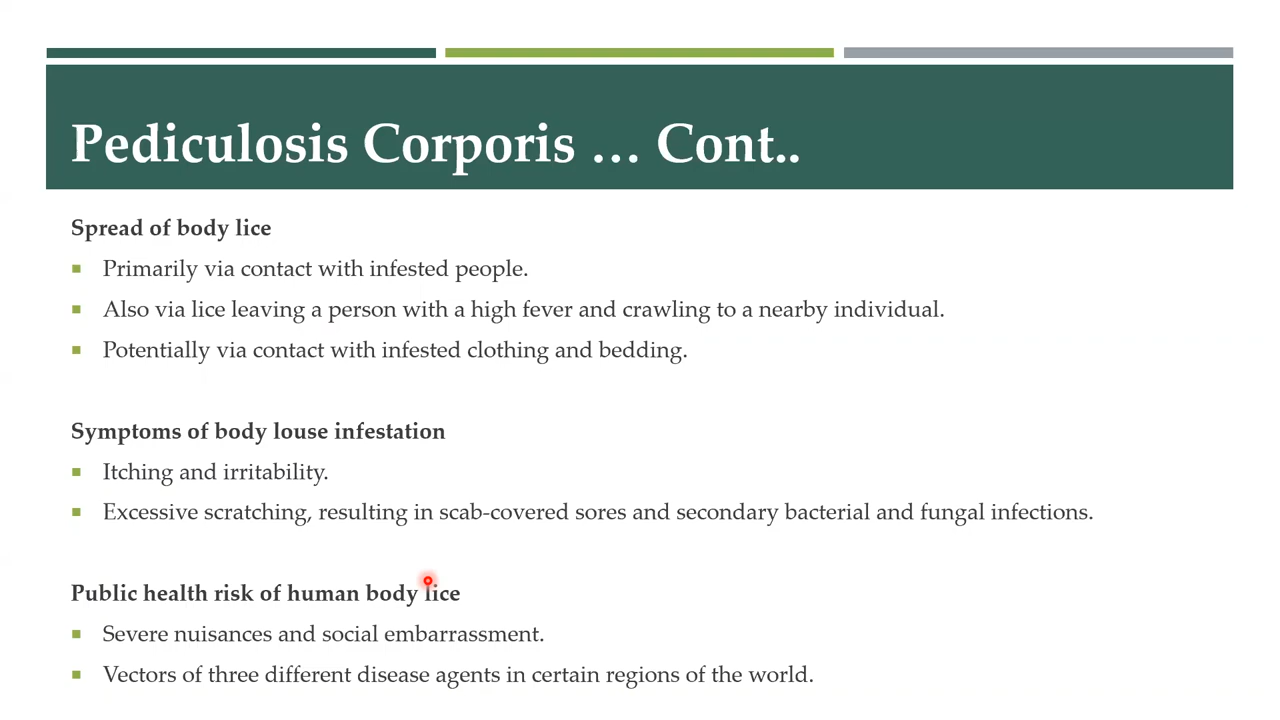 Pediculosis Corporis … Cont..
Spread of body lice
Primarily via contact with infested people.
Also via lice leaving a person with a high fever and crawling to a nearby individual.
Potentially via contact with infested clothing and bedding.
Symptoms of body louse infestation
Itching and irritability.
Excessive scratching, resulting in scab-covered sores and secondary bacterial and fungal infections.
Public health risk of human body lice
Severe nuisances and social embarrassment.
Vectors of three different disease agents in certain regions of the world.